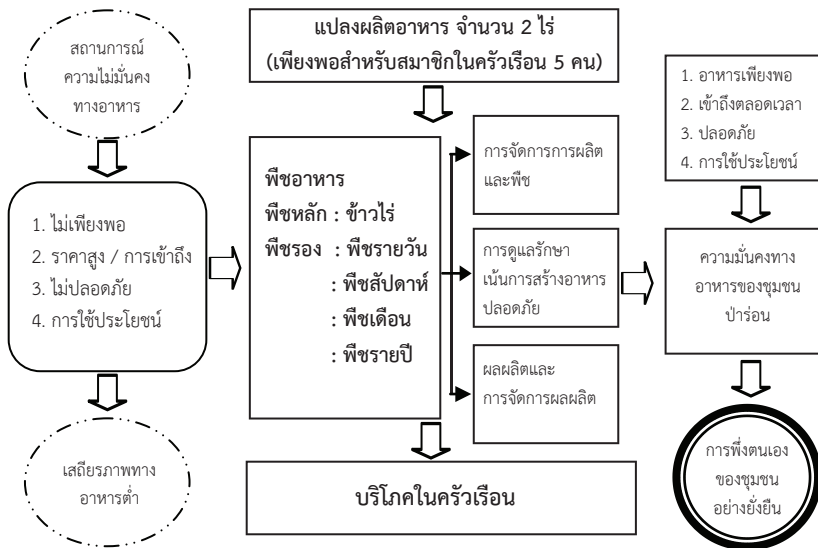 สถานการณ์
ความไม่มั่นคง
ทางอาหาร
1. ไม่เพียงพอ
2. ราคาสูง / การเข้าถึง
3. ไม่ปลอดภัย
4. การใช้ประโยชน์
เสถียรภาพทาง
อาหารต่ำ
แปลงผลิตอาหาร จำนวน 2 ไร่
(เพียงพอสำหรับสมาชิกในครัวเรือน 5 คน)
พืชอาหาร
พืชหลัก : ข้าวไร่
พืชรอง : พืชรายวัน
: พืชสัปดาห์
: พืชเดือน
: พืชรายปี
บริโภคในครัวเรือน
การจัดการการผลิต
และพืช
การดูแลรักษา
เน้นการสร้างอาหาร
ปลอดภัย
ผลผลิตและ
การจัดการผลผลิต
1. อาหารเพียงพอ
2. เข้าถึงตลอดเวลา
3. ปลอดภัย
4. การใช้ประโยชน์
ความมั่นคงทาง
อาหารของชุมชน
ป่าร่อน
การพึ่งตนเอง
ของชุมชน
อย่างยั่งยืน